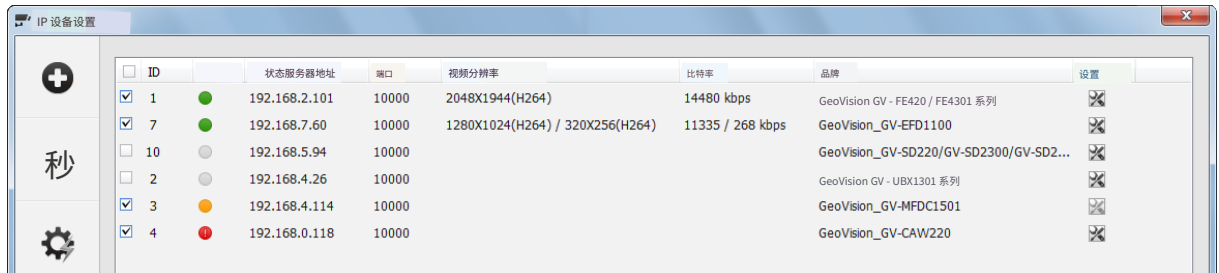 IP 设备设置
ID 状态服务器地址 端口 视频分辨率 比特率 品牌 设置
1 192.168.2.101 10000 2048X1944(H264) 14480 kbps GeoVision GV - FE420 / FE4301 系列
7 192.168.7.60 10000 1280X1024(H264) / 320X256(H264) 11335 / 268 kbps GeoVision_GV-EFD1100
10 192.168.5.94 10000 GeoVision_GV-SD220/GV-SD2300/GV-SD2...
秒
2 192.168.4.26 10000 GeoVision GV - UBX1301 系列
3 192.168.4.114 10000 GeoVision_GV-MFDC1501
4 192.168.0.118 10000 GeoVision_GV-CAW220